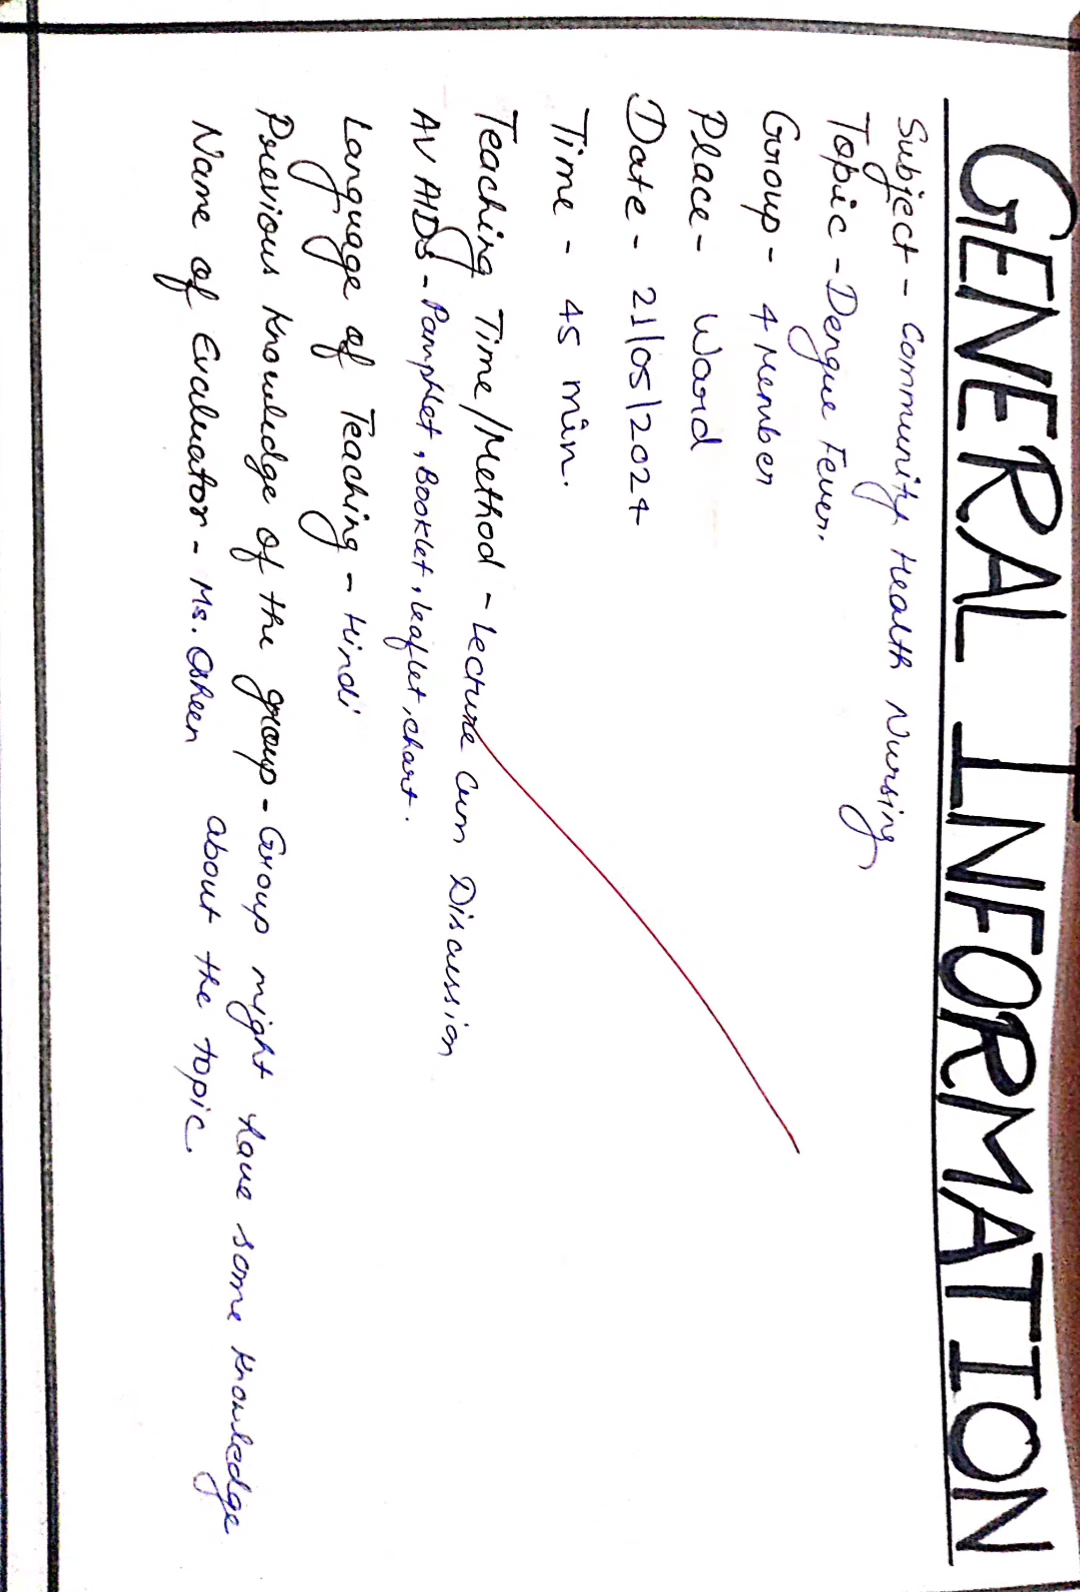 GENERAL INFORMATION
Subject - Community Health Nursing
Topic - Dengue Fever.
Group - 4 Member
Place - Ward
Date - 21/05/2024
Time - 45 min.
Teaching Time/Method - Lecture cum Discussion
AV AIDS - Pamphlet, Booklet, leaflet, chart.
Language of Teaching - Hindi
Previous Knowledge of the group - Group might have some knowledge
about the topic.
Name of Evaluator - Ms. Osheen